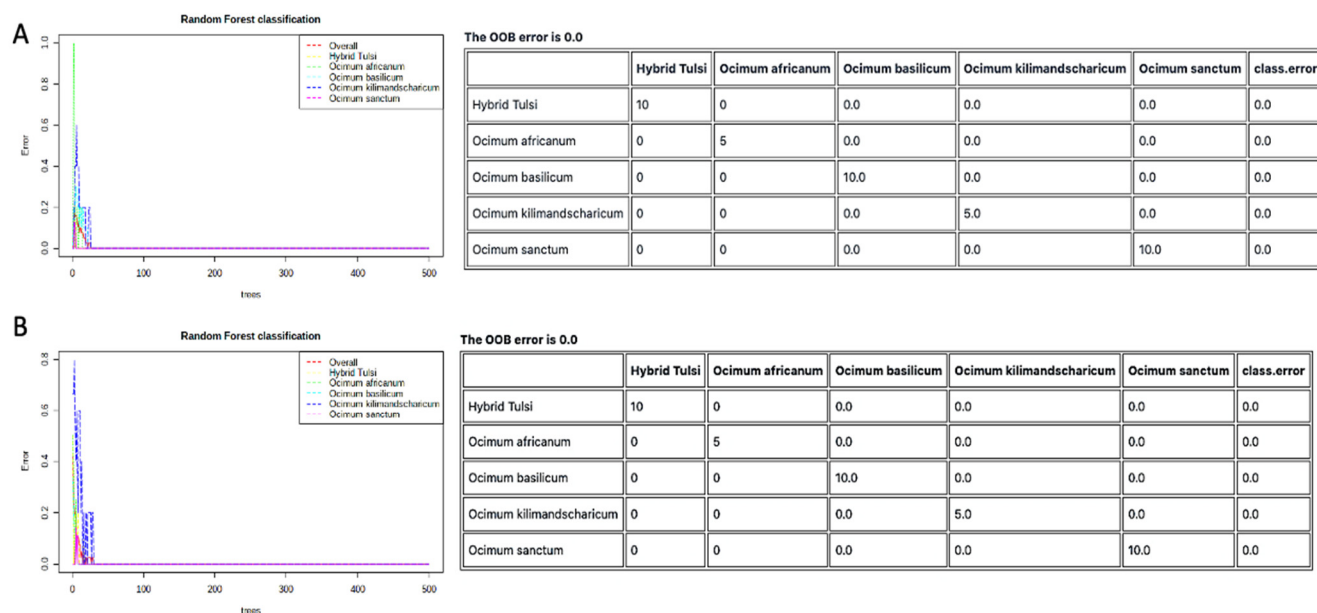 A
Random Forest classification
1.0
0.8
0.6
0.4
0.2
0.0
Error
Overall
Hybrid Tulsi
Ocimum africanum
Ocimum basilicum
Ocimum kilimandscharicum
Ocimum sanctum
0 100 200 300 400 500
trees
The OOB error is 0.0
Hybrid Tulsi Ocimum africanum Ocimum basilicum Ocimum kilimandscharicum Ocimum sanctum class.error
Hybrid Tulsi 10 0 0.0 0.0 0.0 0.0
Ocimum africanum 0 5 0.0 0.0 0.0 0.0
Ocimum basilicum 0 0 10.0 0.0 0.0 0.0
Ocimum kilimandscharicum 0 0 0.0 5.0 0.0 0.0
Ocimum sanctum 0 0 0.0 0.0 10.0 0.0
B
Random Forest classification
0.8
0.6
0.4
0.2
0.0
Error
Overall
Hybrid Tulsi
Ocimum africanum
Ocimum basilicum
Ocimum kilimandscharicum
Ocimum sanctum
0 100 200 300 400 500
trees
The OOB error is 0.0
Hybrid Tulsi Ocimum africanum Ocimum basilicum Ocimum kilimandscharicum Ocimum sanctum class.error
Hybrid Tulsi 10 0 0.0 0.0 0.0 0.0
Ocimum africanum 0 5 0.0 0.0 0.0 0.0
Ocimum basilicum 0 0 10.0 0.0 0.0 0.0
Ocimum kilimandscharicum 0 0 0.0 5.0 0.0 0.0
Ocimum sanctum 0 0 0.0 0.0 10.0 0.0